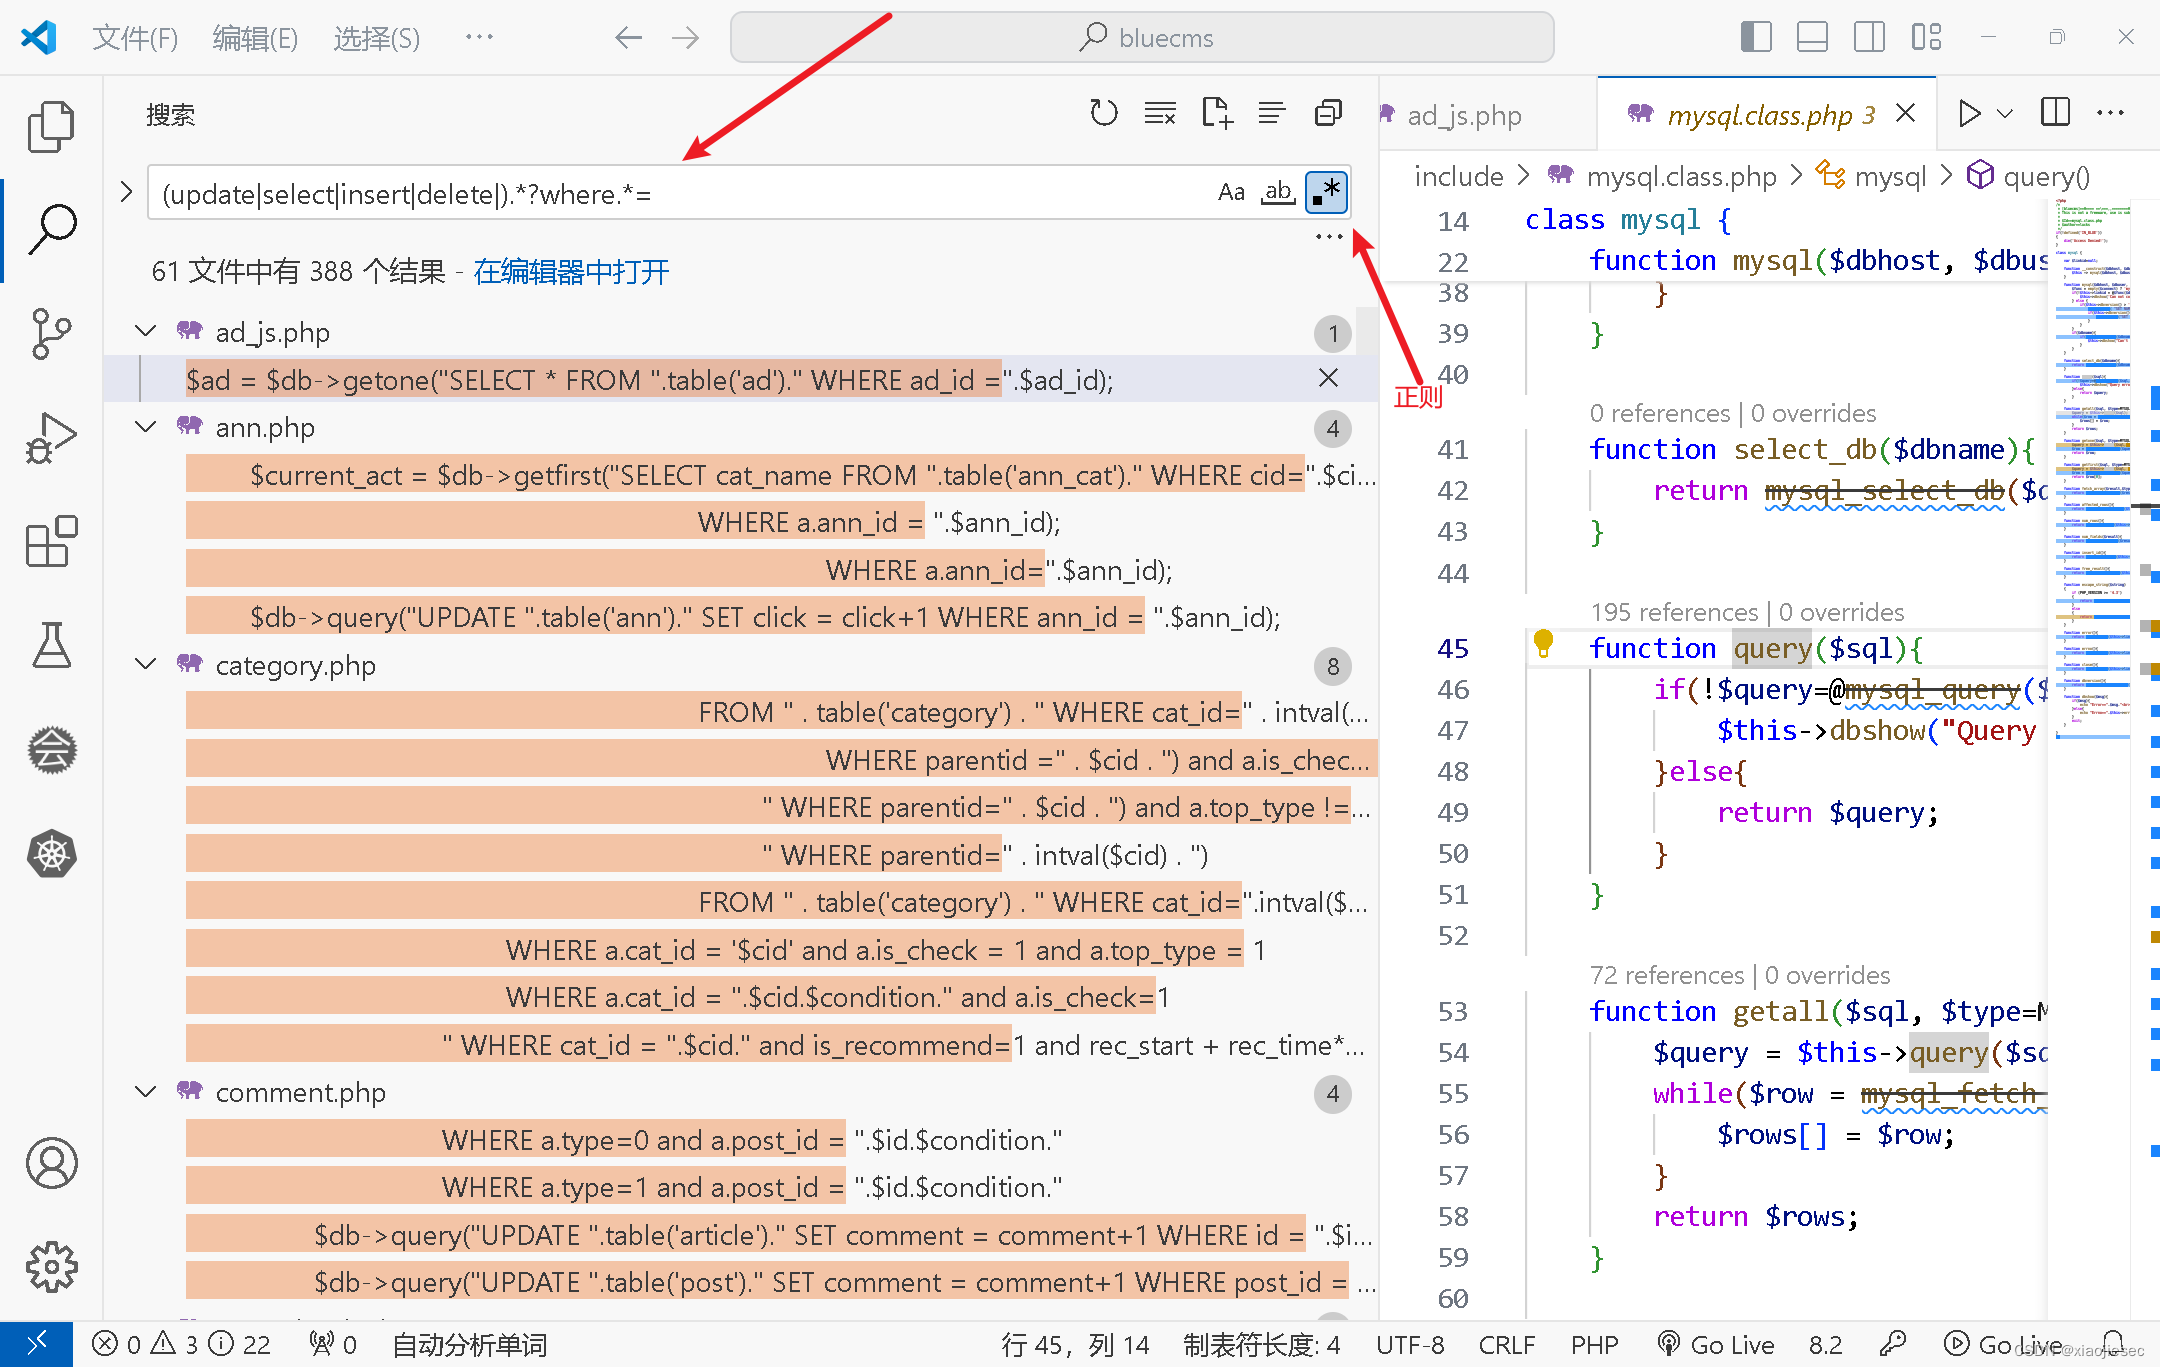 文件(F) 编辑(E) 选择(S) ··· bluecms
搜索
(update|select|insert|delete|).*?where.*=
Aa ab .*
···
61 文件中有 388 个结果 - 在编辑器中打开
ad_js.php 1
$ad = $db->getone("SELECT * FROM ".table('ad')." WHERE ad_id =".$ad_id);
ann.php 4
$current_act = $db->getfirst("SELECT cat_name FROM ".table('ann_cat')." WHERE cid=".$ci...
WHERE a.ann_id = ".$ann_id);
WHERE a.ann_id=".$ann_id);
$db->query("UPDATE ".table('ann')." SET click = click+1 WHERE ann_id = ".$ann_id);
category.php 8
FROM " . table('category') . " WHERE cat_id=" . intval(...
WHERE parentid =" . $cid . ") and a.is_chec...
" WHERE parentid=" . $cid . ") and a.top_type !=...
" WHERE parentid=" . intval($cid) . ")
FROM " . table('category') . " WHERE cat_id=".intval($...
WHERE a.cat_id = '$cid' and a.is_check = 1 and a.top_type = 1
WHERE a.cat_id = ".$cid.$condition." and a.is_check=1
" WHERE cat_id = ".$cid." and is_recommend=1 and rec_start + rec_time*...
comment.php 4
WHERE a.type=0 and a.post_id = ".$id.$condition."
WHERE a.type=1 and a.post_id = ".$id.$condition."
$db->query("UPDATE ".table('article')." SET comment = comment+1 WHERE id = ".$i...
$db->query("UPDATE ".table('post')." SET comment = comment+1 WHERE post_id = ...
正则
ad_js.php mysql.class.php 3
include > mysql.class.php > mysql > query()
14 class mysql {
22 function mysql($dbhost, $dbus
38 }
39 }
40
0 references | 0 overrides
41 function select_db($dbname){
42 return mysql_select_db($d
43 }
44
195 references | 0 overrides
45 function query($sql){
46 if(!$query=@mysql_query($
47 $this->dbshow("Query
48 }else{
49 return $query;
50 }
51 }
52
72 references | 0 overrides
53 function getall($sql, $type=M
54 $query = $this->query($sq
55 while($row = mysql_fetch_
56 $rows[] = $row;
57 }
58 return $rows;
59 }
60
0 3 22 0 自动分析单词 行 45，列 14 制表符长度: 4 UTF-8 CRLF PHP Go Live 8.2 Go Live
CSDN @xiaojiesec